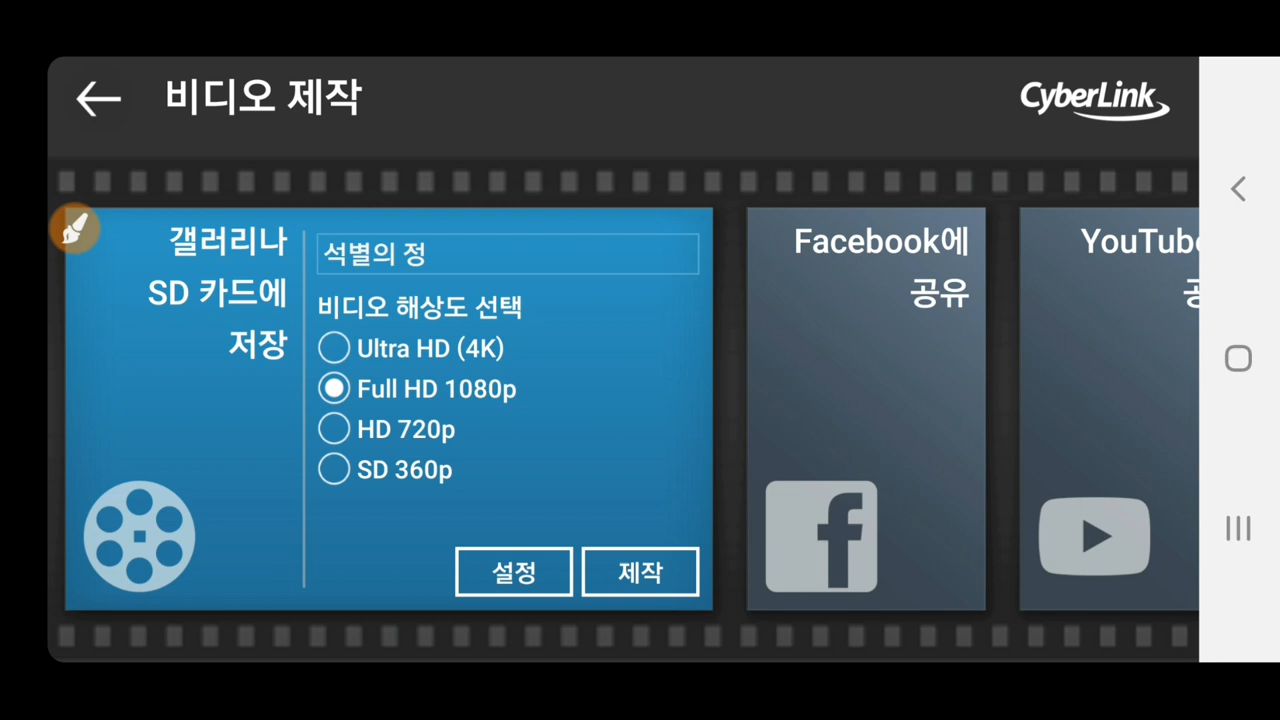 비디오 제작
CyberLink
갤러리나
SD 카드에
저장
석별의 정
비디오 해상도 선택
Ultra HD (4K)
Full HD 1080p
HD 720p
SD 360p
설정
제작
Facebook에
공유
YouTube